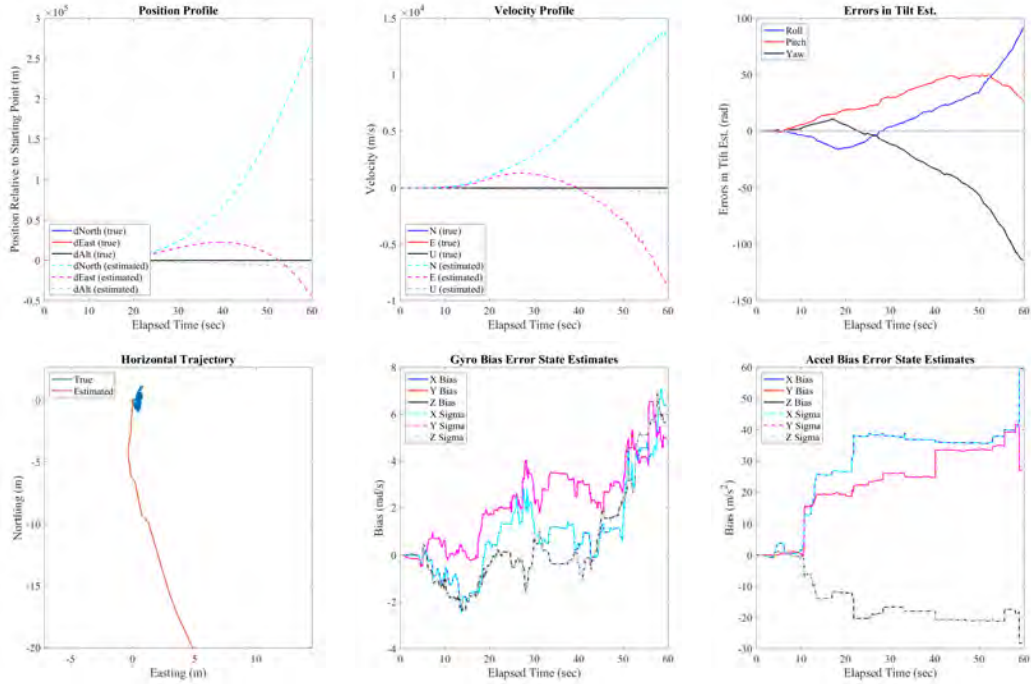 Position Profile
×10^5
3
2.5
2
1.5
1
0.5
0
-0.5
0 10 20 30 40 50 60
Position Relative to Starting Point (m)
Elapsed Time (sec)
dNorth (true)
dEast (true)
dAlt (true)
dNorth (estimated)
dEast (estimated)
dAlt (estimated)
Velocity Profile
×10^4
1.5
1
0.5
0
-0.5
-1
0 10 20 30 40 50 60
Velocity (m/s)
Elapsed Time (sec)
N (true)
E (true)
U (true)
N (estimated)
E (estimated)
U (estimated)
Errors in Tilt Est.
100
50
0
-50
-100
-150
0 10 20 30 40 50 60
Errors in Tilt Est. (rad)
Elapsed Time (sec)
Roll
Pitch
Yaw
Horizontal Trajectory
0
-5
-10
-15
-20
-5 0 5 10
Northing (m)
Easting (m)
True
Estimated
Gyro Bias Error State Estimates
8
6
4
2
0
-2
-4
0 10 20 30 40 50 60
Bias (rad/s)
Elapsed Time (sec)
X Bias
Y Bias
Z Bias
X Sigma
Y Sigma
Z Sigma
Accel Bias Error State Estimates
60
50
40
30
20
10
0
-10
-20
-30
0 10 20 30 40 50 60
Bias (m/s²)
Elapsed Time (sec)
X Bias
Y Bias
Z Bias
X Sigma
Y Sigma
Z Sigma